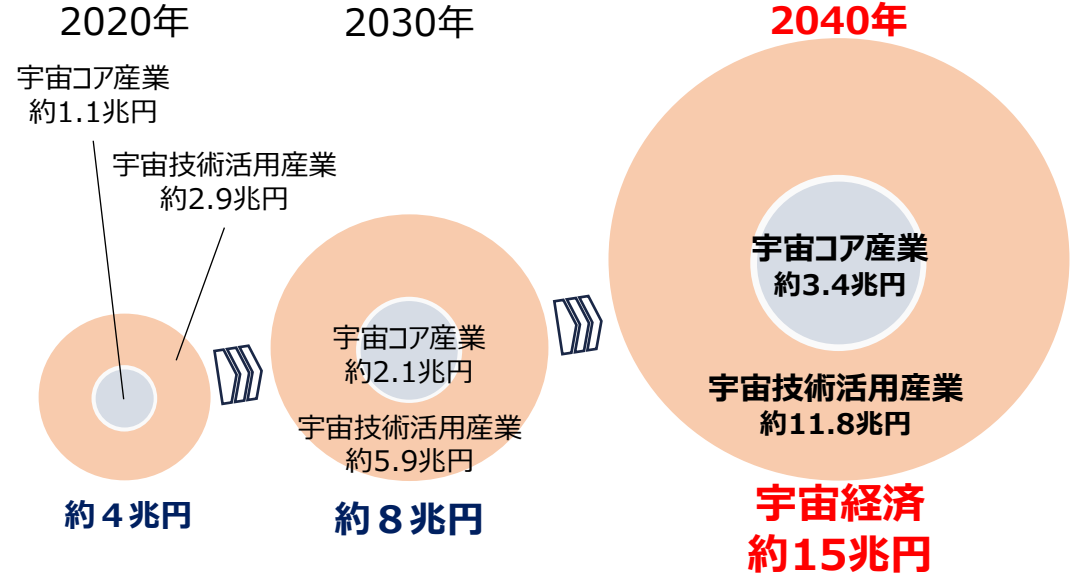 2020年
宇宙コア産業
約1.1兆円
宇宙技術活用産業
約2.9兆円
約４兆円
2030年
宇宙コア産業
約2.1兆円
宇宙技術活用産業
約5.9兆円
約８兆円
2040年
宇宙コア産業
約3.4兆円
宇宙技術活用産業
約11.8兆円
宇宙経済
約15兆円